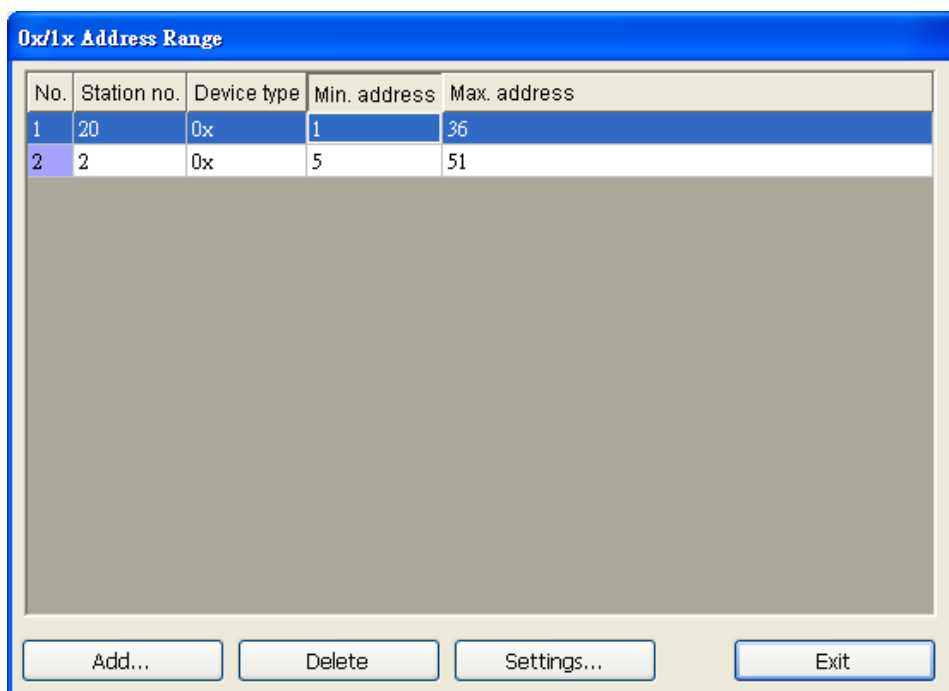 0x/1x Address Range
No. Station no. Device type Min. address Max. address
1 20 0x 1 36
2 2 0x 5 51
Add... Delete Settings... Exit